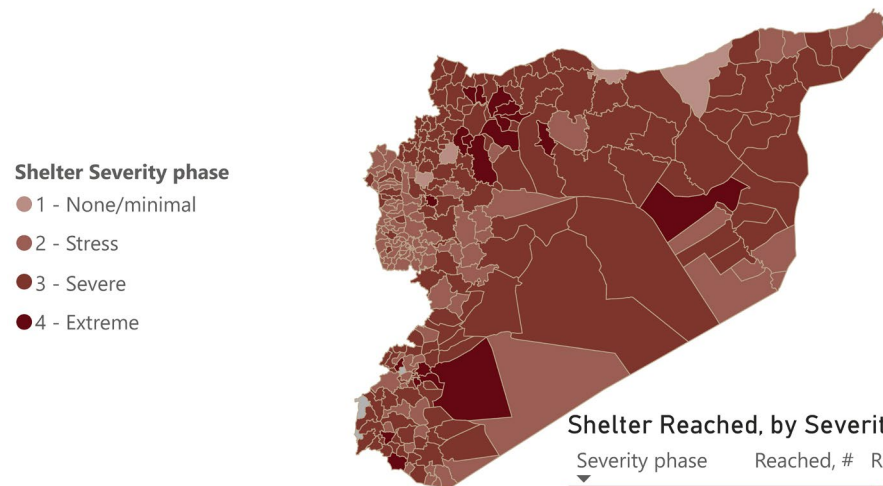 Shelter Severity phase
1 - None/minimal
2 - Stress
3 - Severe
4 - Extreme
Shelter Reached, by Severit
Severity phase Reached, # R